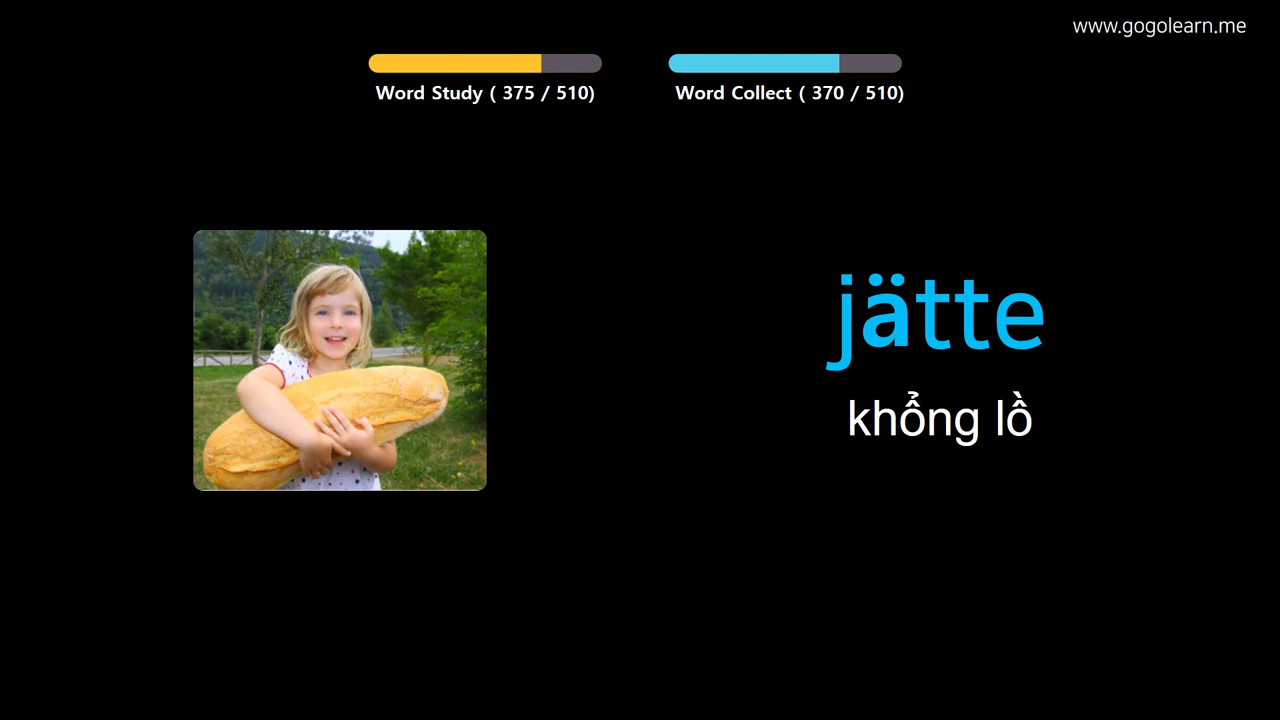 www.gogolearn.me
Word Study ( 375 / 510)
Word Collect ( 370 / 510)
jätte
khổng lồ